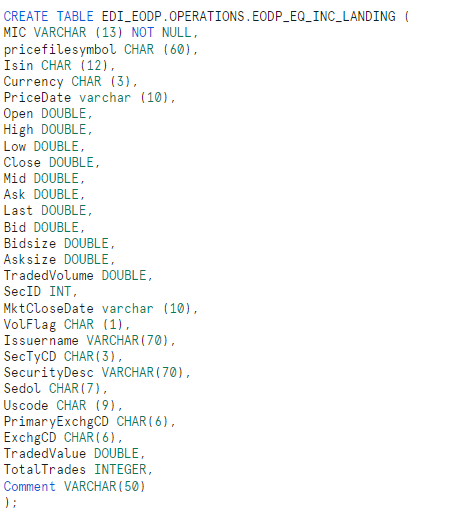 CREATE TABLE EDI_EODP.OPERATIONS.EODP_EQ_INC_LANDING (
MIC VARCHAR (13) NOT NULL,
pricefilesymbol CHAR (60),
Isin CHAR (12),
Currency CHAR (3),
PriceDate varchar (10),
Open DOUBLE,
High DOUBLE,
Low DOUBLE,
Close DOUBLE,
Mid DOUBLE,
Ask DOUBLE,
Last DOUBLE,
Bid DOUBLE,
Bidsize DOUBLE,
Asksize DOUBLE,
TradedVolume DOUBLE,
SecID INT,
MktCloseDate varchar (10),
VolFlag CHAR (1),
Issuername VARCHAR(70),
SecTyCD CHAR(3),
SecurityDesc VARCHAR(70),
Sedol CHAR(7),
Uscode CHAR (9),
PrimaryExchgCD CHAR(6),
ExchgCD CHAR(6),
TradedValue DOUBLE,
TotalTrades INTEGER,
Comment VARCHAR(50)
);